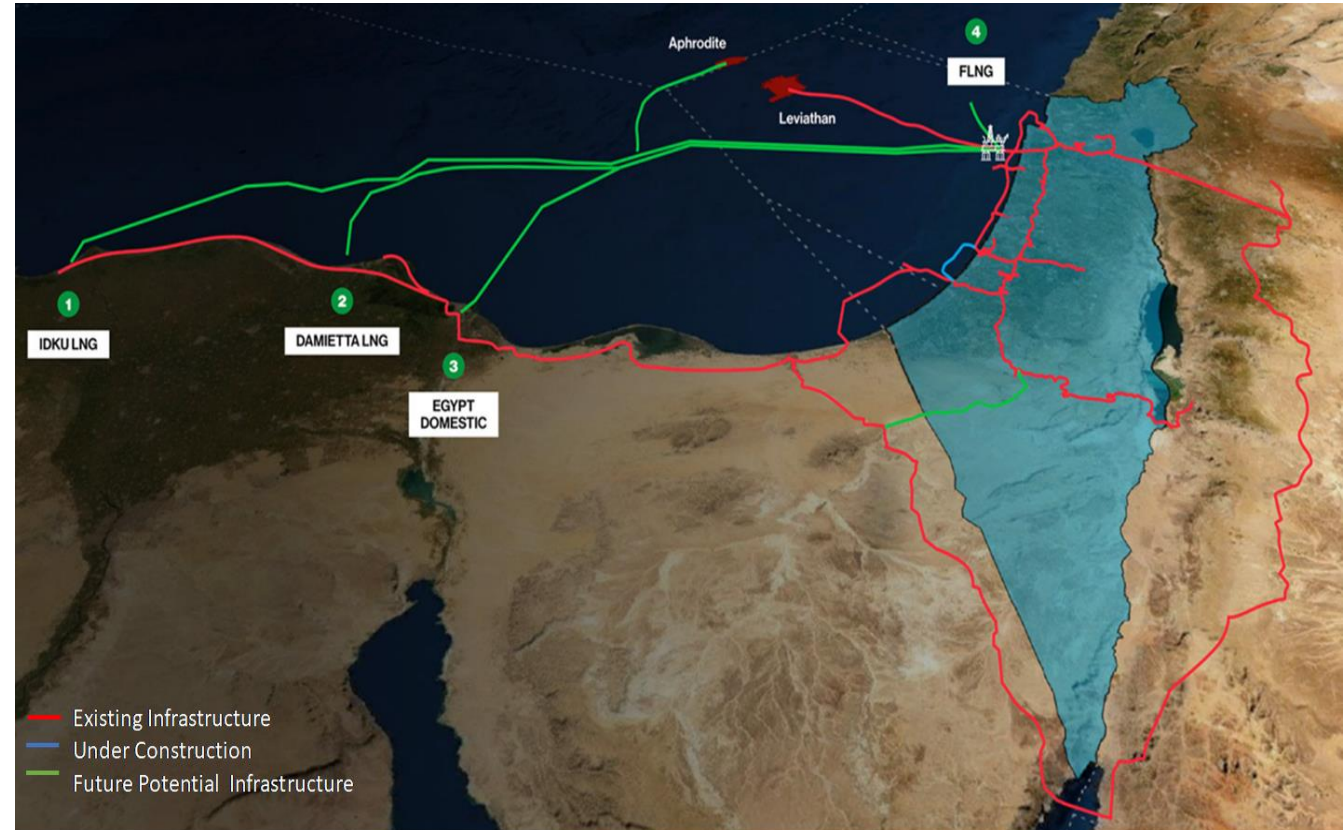 Aphrodite
4
FLNG
Leviathan
1
IDKU LNG
2
DAMIETTA LNG
3
EGYPT
DOMESTIC
Existing Infrastructure
Under Construction
Future Potential Infrastructure